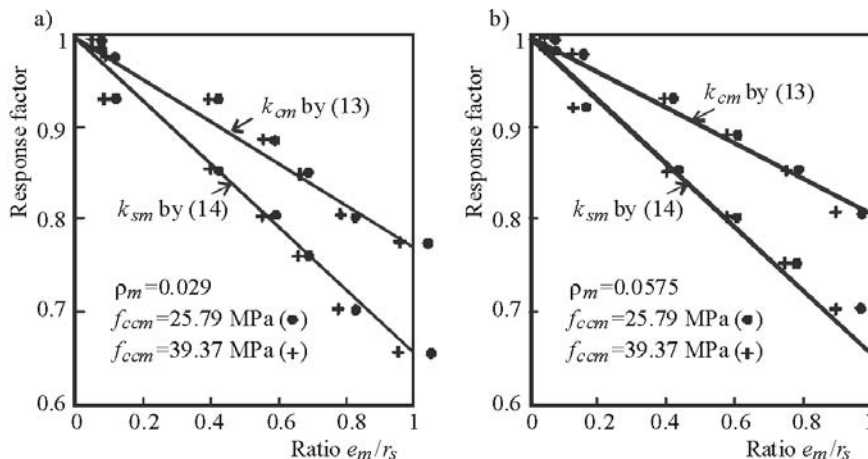 a)
1
0.9
0.8
0.7
0.6
Response factor
k_cm by (13)
k_sm by (14)
ρ_m=0.029
f_ccm=25.79 MPa (●)
f_ccm=39.37 MPa (+)
0 0.2 0.4 0.6 0.8 1
Ratio e_m/r_s
b)
1
0.9
0.8
0.7
0.6
Response factor
k_cm by (13)
k_sm by (14)
ρ_m=0.0575
f_ccm=25.79 MPa (●)
f_ccm=39.37 MPa (+)
0 0.2 0.4 0.6 0.8 1
Ratio e_m/r_s